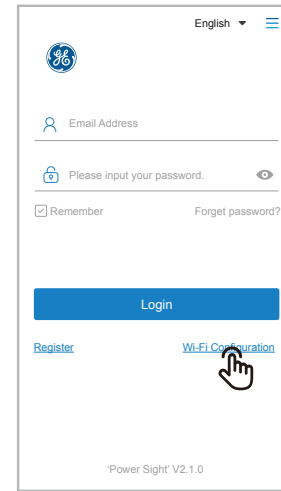 English
GE
Email Address
Please input your password.
Remember Forget password?
Login
Register Wi-Fi Configuration
'Power Sight' V2.1.0